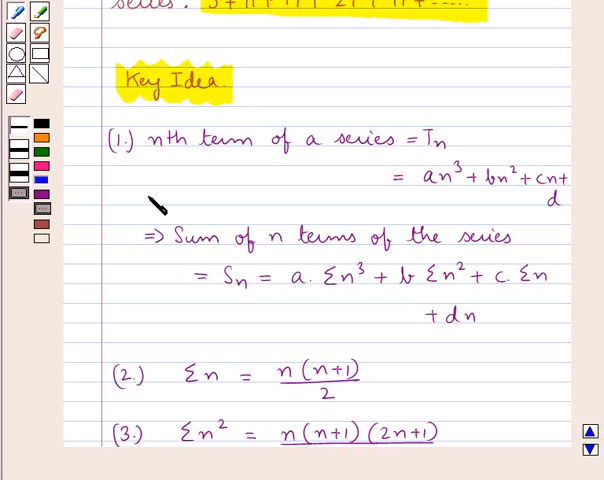 series.
Key Idea.
(1.) nth term of a series = Tn
= an³ + bn² + cn +
d
⇒ Sum of n terms of the series
= Sn = a. Σn³ + b Σn² + c. Σn
+ dn
(2.) Σn = n(n+1)
2
(3.) Σn² = n(n+1)(2n+1)